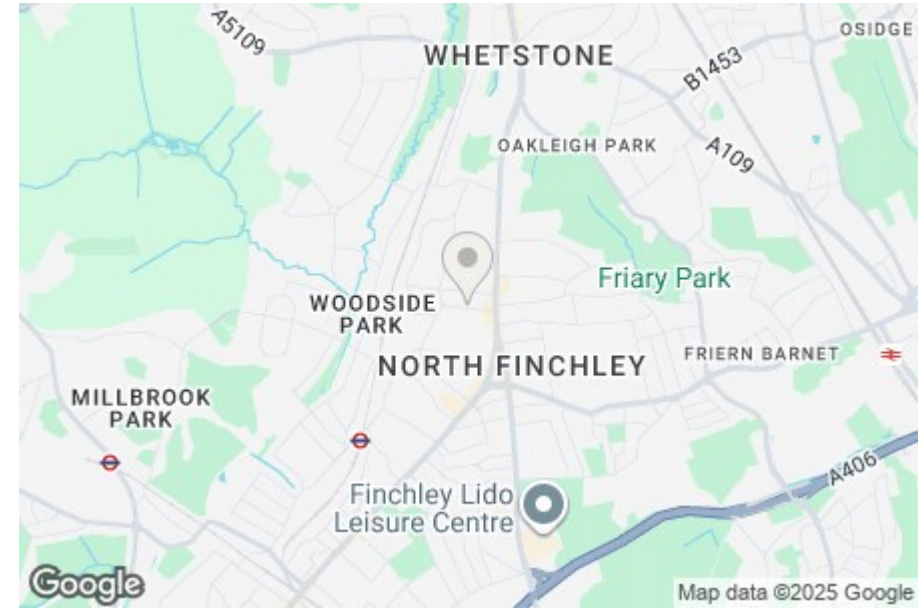 A5109
WHETSTONE
OSIDGE
B1453
OAKLEIGH PARK
A109
Friary Park
WOODSIDE
PARK
NORTH FINCHLEY
FRIERN BARNET
MILLBROOK
PARK
A406
Finchley Lido
Leisure Centre
Google
Map data ©2025 Google